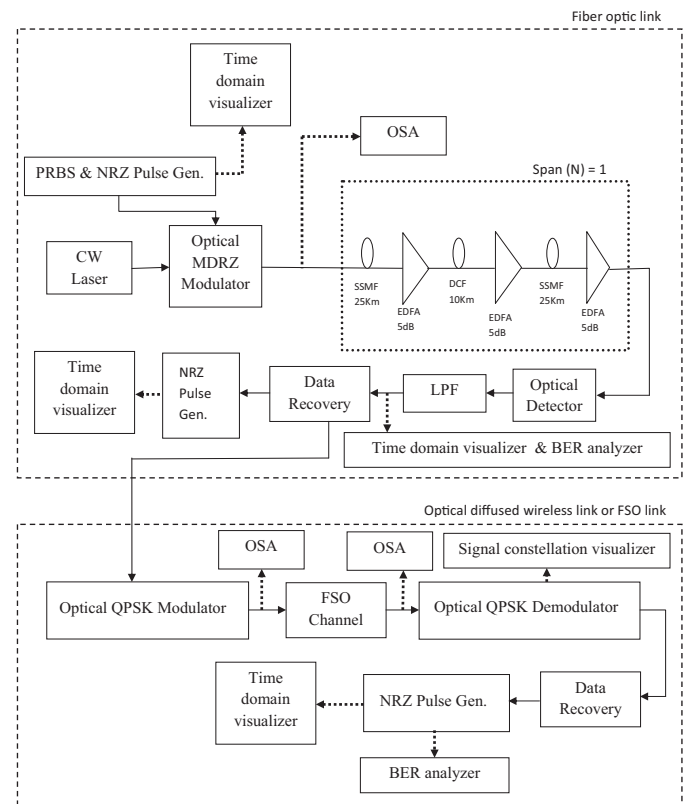 Fiber optic link
Time
domain
visualizer
OSA
PRBS & NRZ Pulse Gen.
Span (N) = 1
CW
Laser
Optical
MDRZ
Modulator
SSMF
25Km
EDFA
5dB
DCF
10Km
EDFA
5dB
SSMF
25Km
EDFA
5dB
Time
domain
visualizer
NRZ
Pulse
Gen.
Data
Recovery
LPF
Optical
Detector
Time domain visualizer & BER analyzer
Optical diffused wireless link or FSO link
OSA
OSA
Signal constellation visualizer
Optical QPSK Modulator
FSO
Channel
Optical QPSK Demodulator
Time
domain
visualizer
NRZ Pulse Gen.
Data
Recovery
BER analyzer